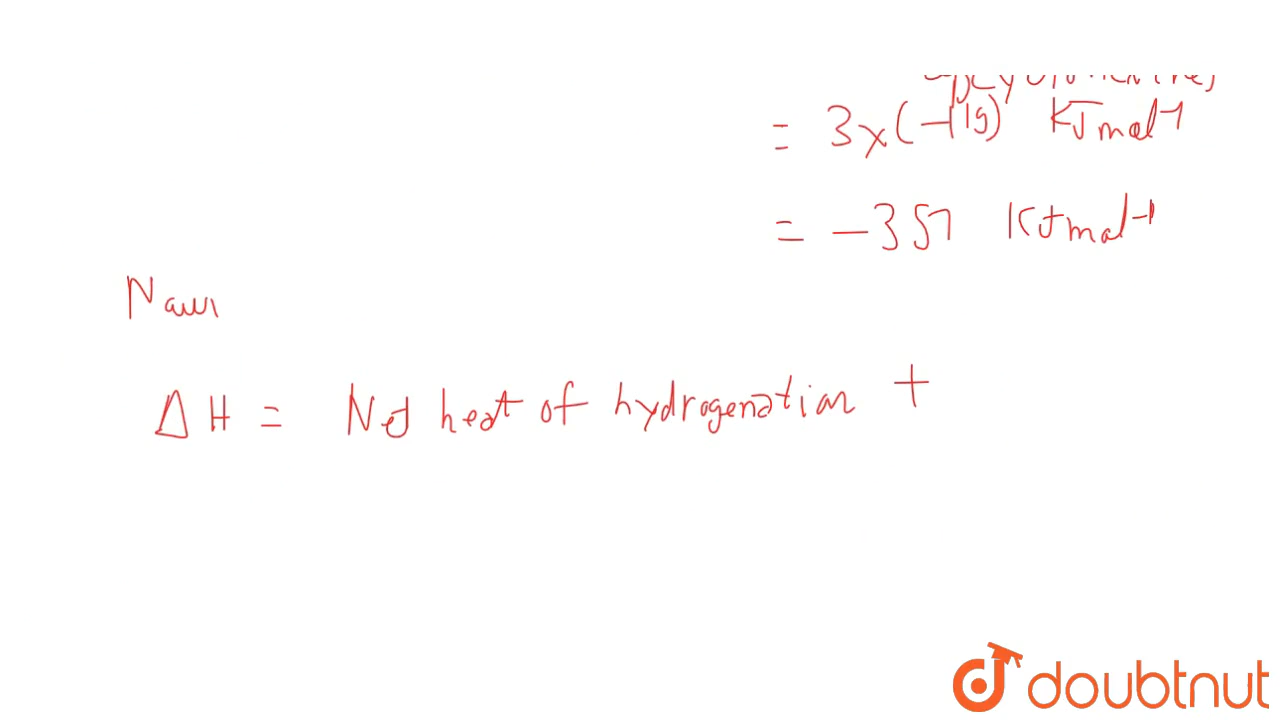 = 3x(-119) KJmol-1
= -357 KJmol-1
Now
ΔH = Net heat of hydrogenation +
doubtnut